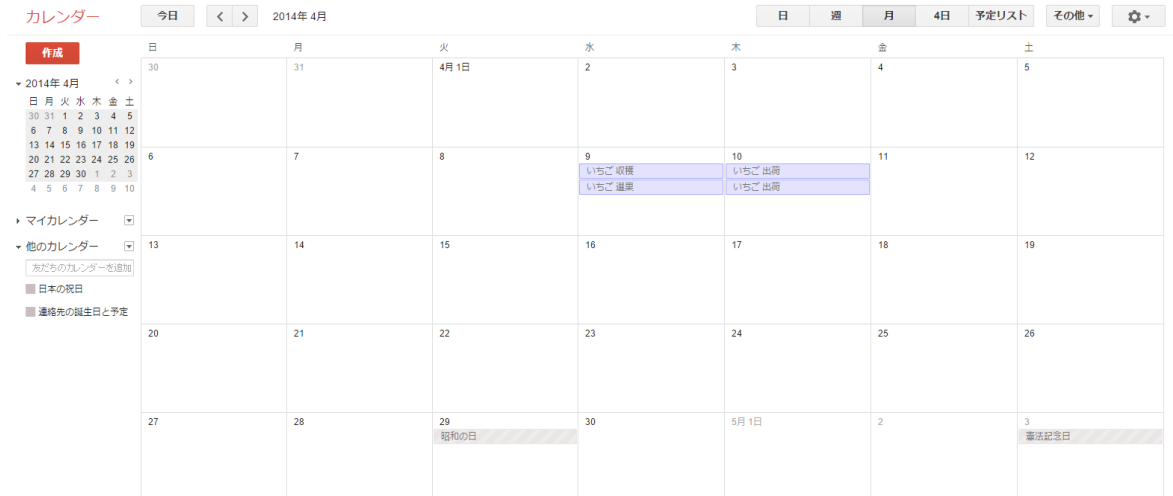 カレンダー 今日 < > 2014年 4月 日 週 月 4日 予定リスト その他
作成
2014年 4月 < >
日 月 火 水 木 金 土
30 31 1 2 3 4 5
6 7 8 9 10 11 12
13 14 15 16 17 18 19
20 21 22 23 24 25 26
27 28 29 30 1 2 3
4 5 6 7 8 9 10
マイカレンダー
他のカレンダー
友だちのカレンダーを追加
日本の祝日
連絡先の誕生日と予定
日 月 火 水 木 金 土
30 31 4月 1日 2 3 4 5
6 7 8 9 10 11 12
いちご 収穫 いちご 出荷
いちご 選果 いちご 出荷
13 14 15 16 17 18 19
20 21 22 23 24 25 26
27 28 29 30 5月 1日 2 3
昭和の日 憲法記念日